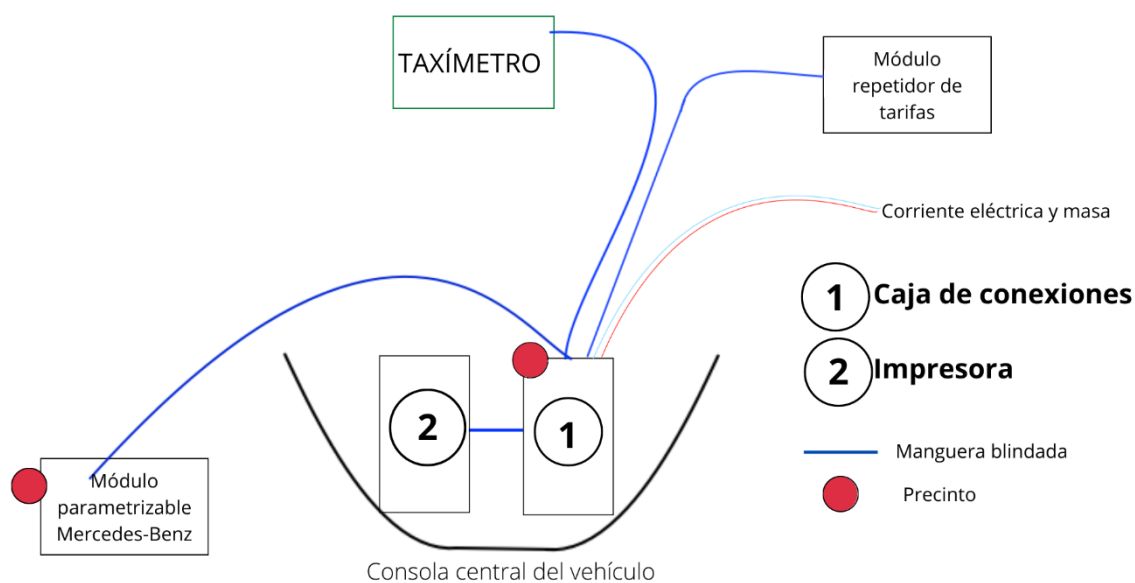 TAXÍMETRO
Módulo
repetidor de
tarifas
Corriente eléctrica y masa
1 Caja de conexiones
2 Impresora
2
1
Manguera blindada
Precinto
Módulo
parametrizable
Mercedes-Benz
Consola central del vehículo